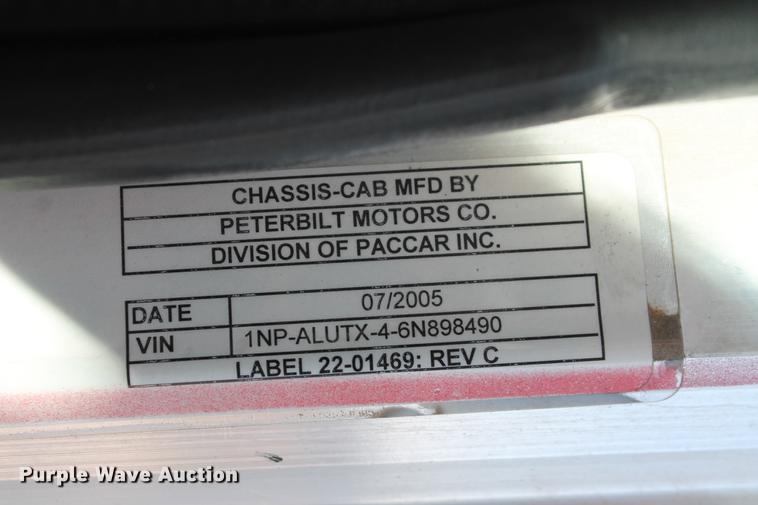 CHASSIS-CAB MFD BY
PETERBILT MOTORS CO.
DIVISION OF PACCAR INC.
DATE 07/2005
VIN 1NP-ALUTX-4-6N898490
LABEL 22-01469: REV C
Purple Wave Auction